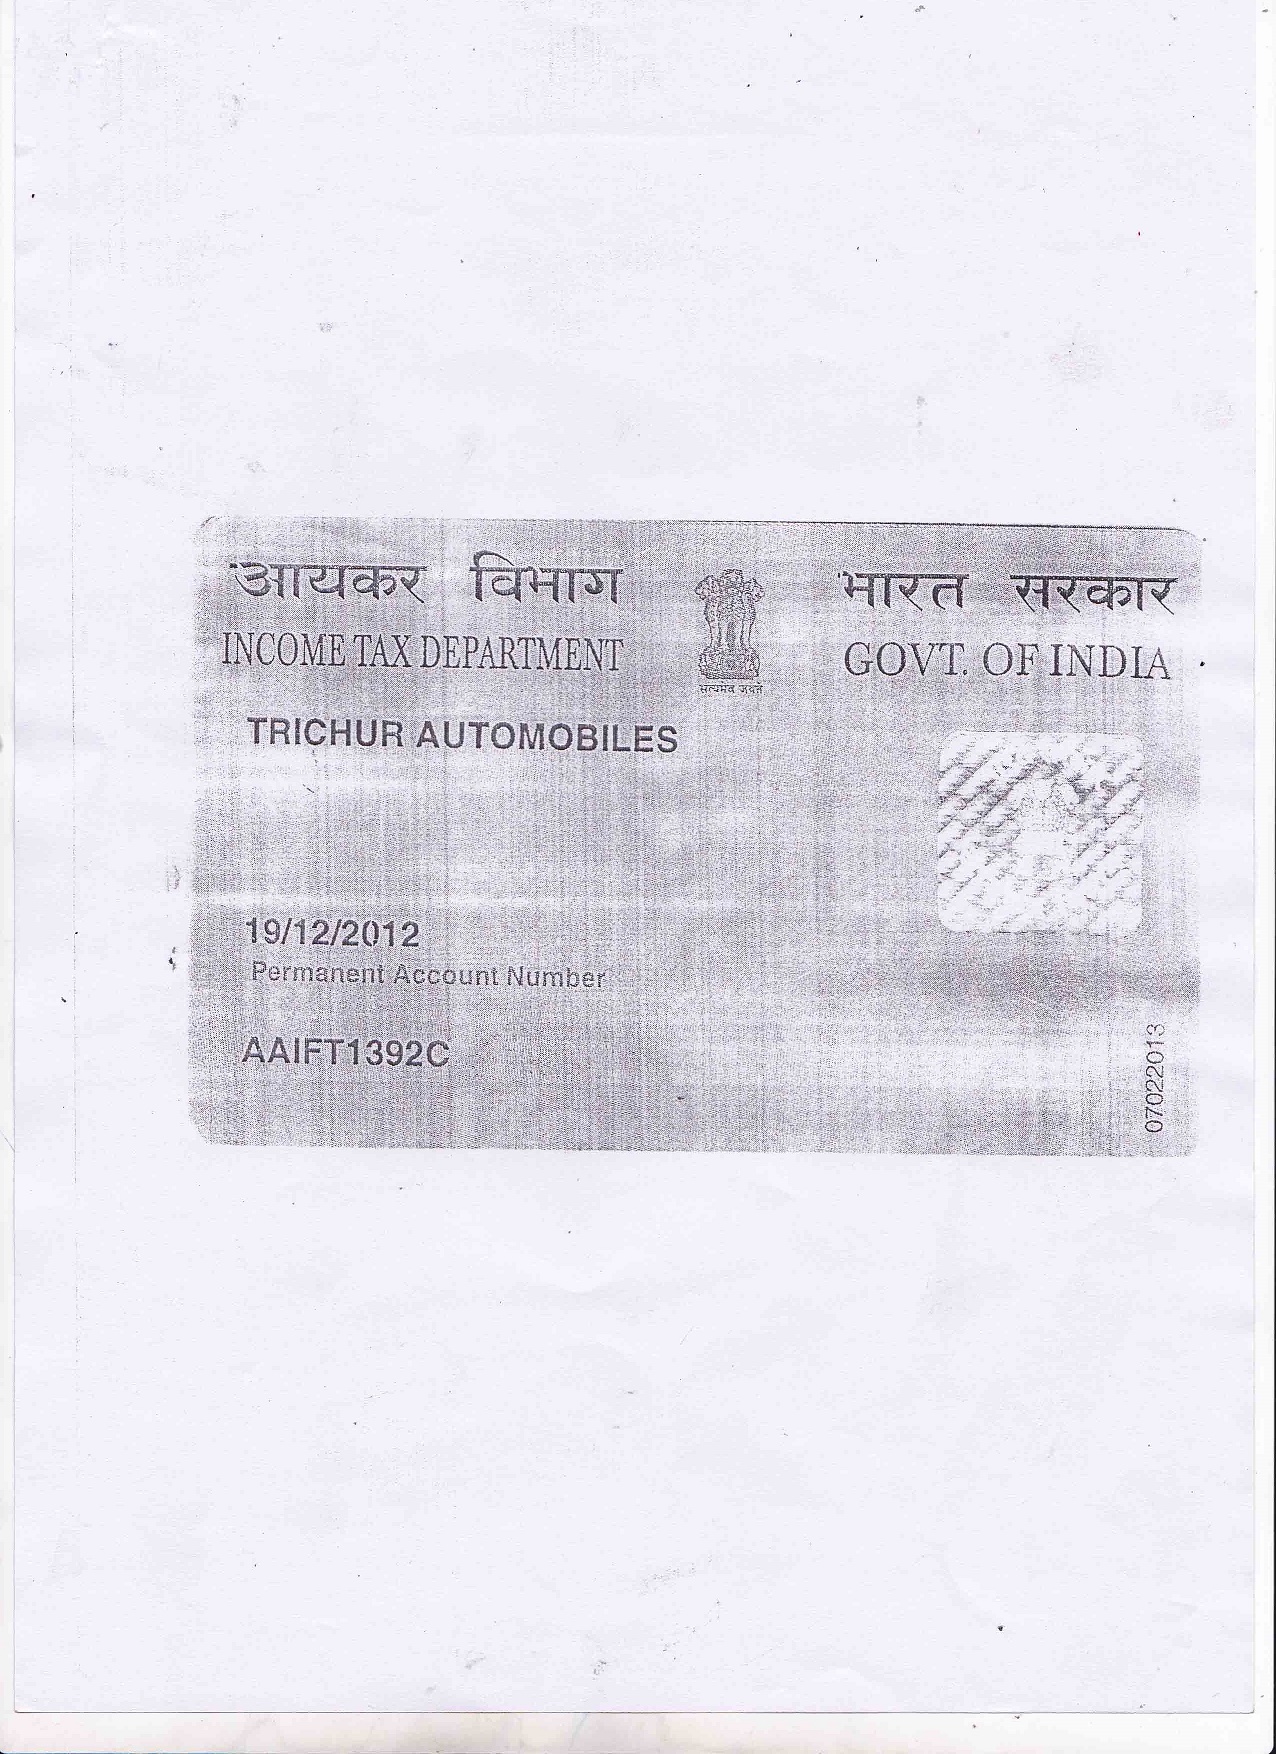 आयकर विभाग
INCOME TAX DEPARTMENT
सत्यमेव जयते
भारत सरकार
GOVT. OF INDIA
TRICHUR AUTOMOBILES
19/12/2012
Permanent Account Number
AAIFT1392C
07022013